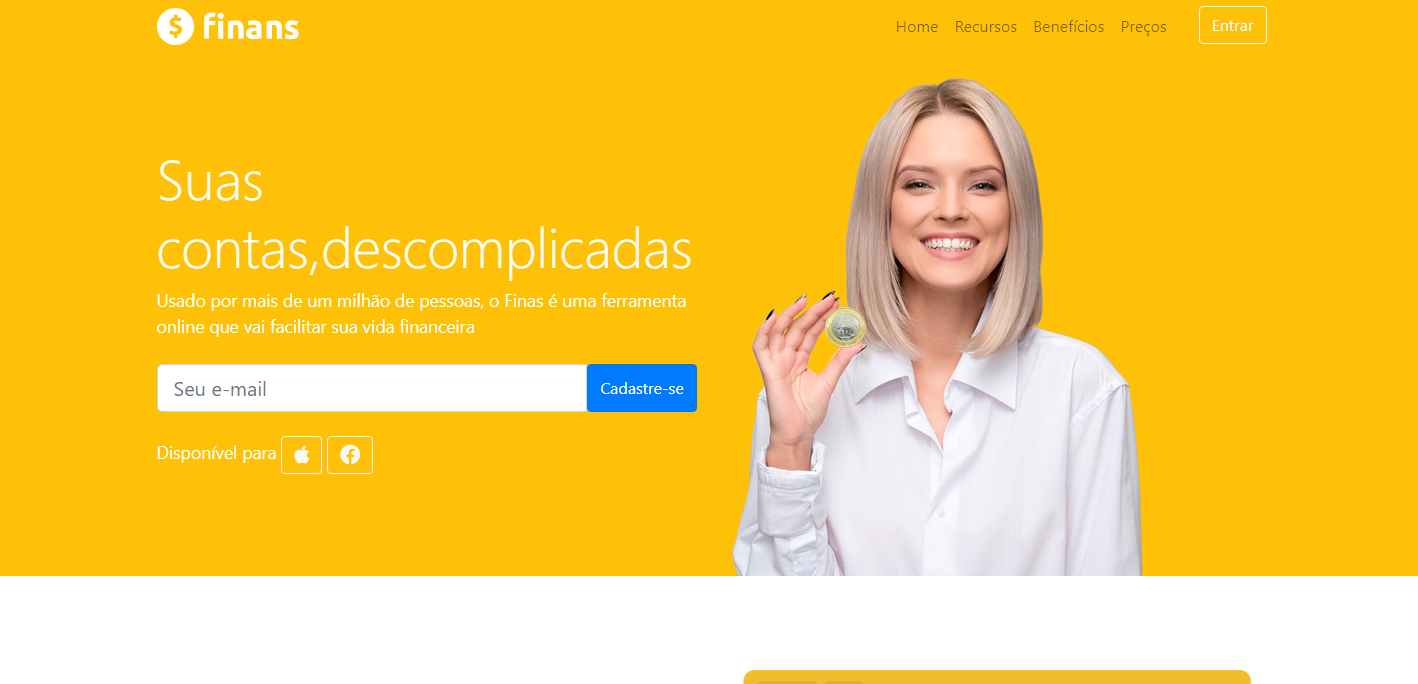 $ finans
Home Recursos Benefícios Preços Entrar
Suas
contas,descomplicadas
Usado por mais de um milhão de pessoas, o Finas é uma ferramenta
online que vai facilitar sua vida financeira
Seu e-mail Cadastre-se
Disponível para